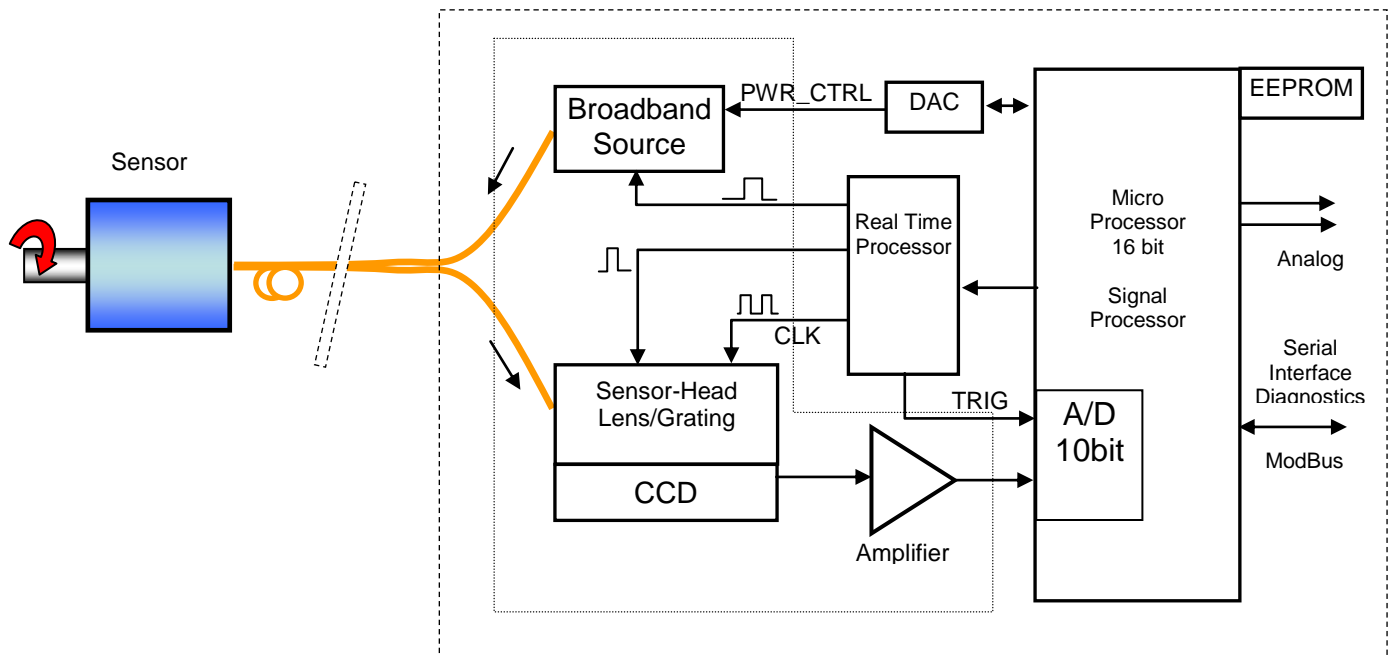 Sensor
Broadband
Source
PWR_CTRL
DAC
EEPROM
Real Time
Processor
Micro
Processor
16 bit
Signal
Processor
Analog
CLK
Sensor-Head
Lens/Grating
CCD
TRIG
A/D
10bit
Amplifier
Serial
Interface
Diagnostics
ModBus